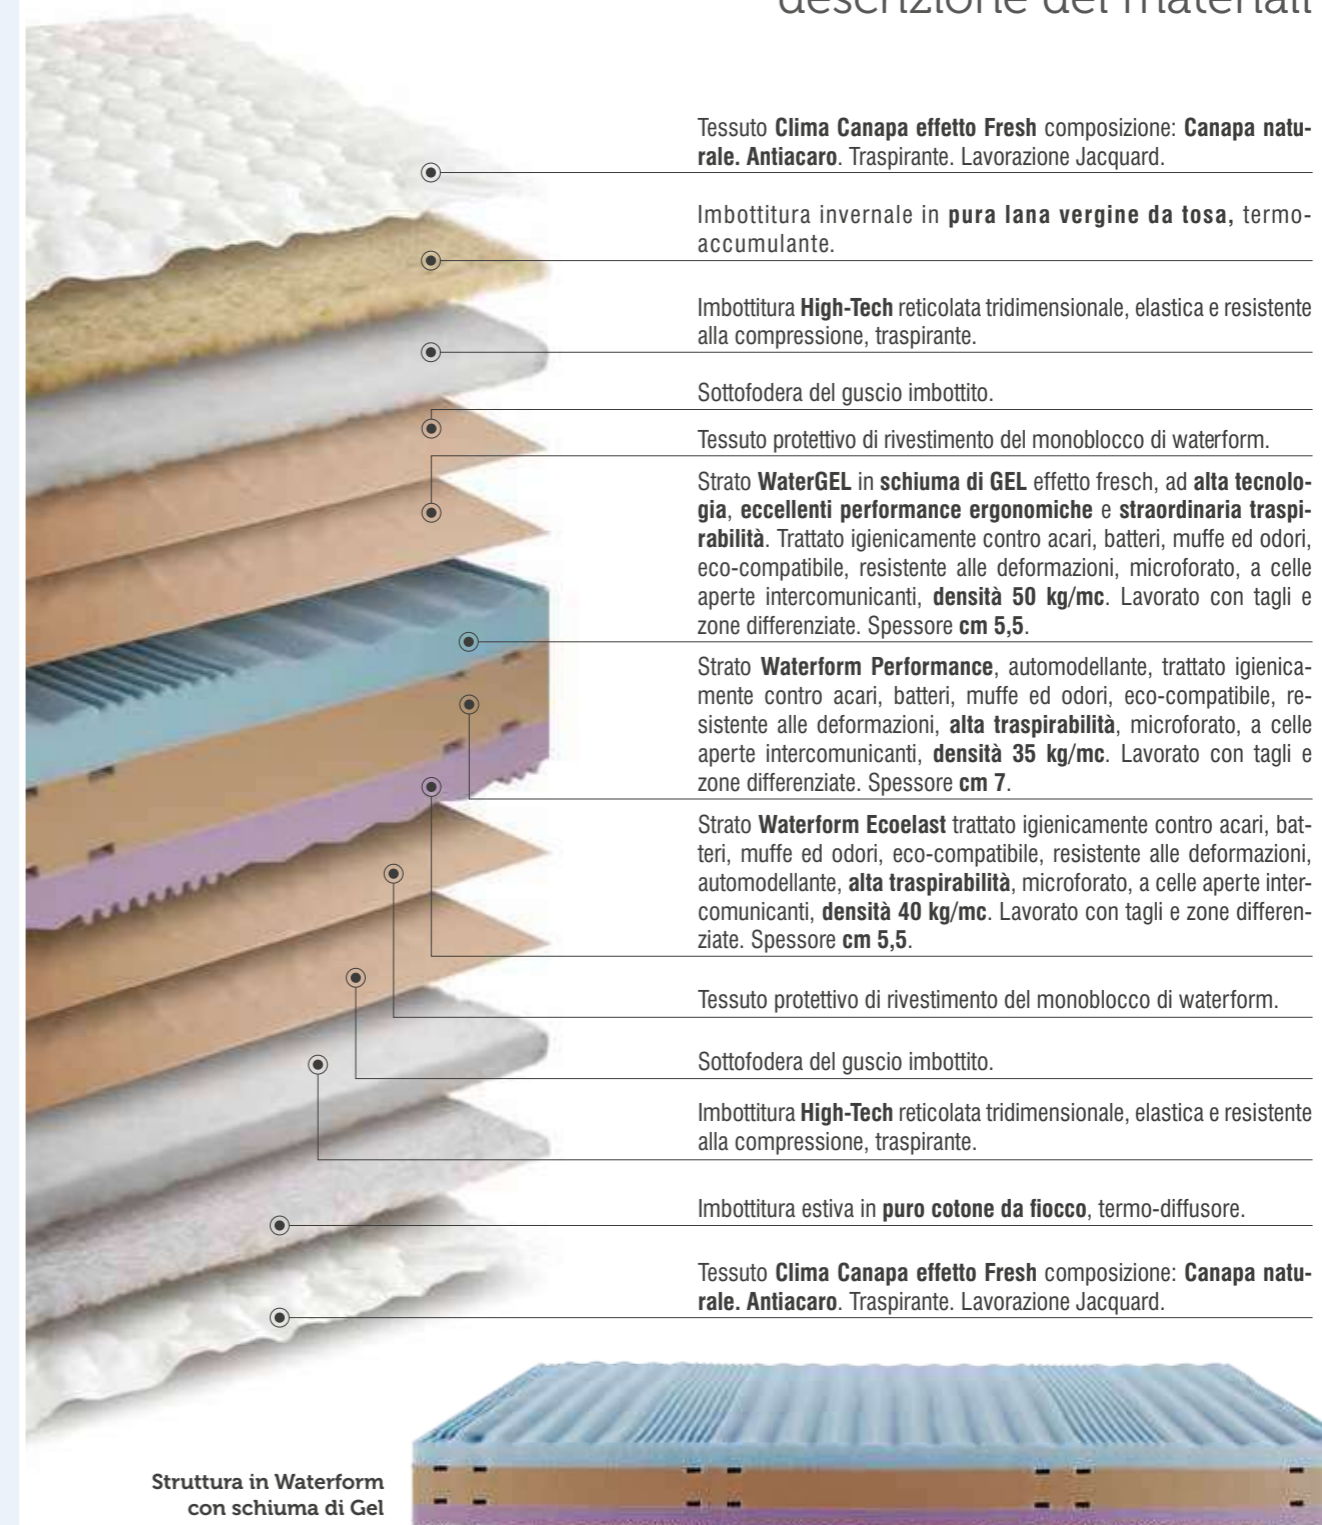 descrizione dei materiali
Tessuto Clima Canapa effetto Fresh composizione: Canapa natu-
rale. Antiacaro. Traspirante. Lavorazione Jacquard.
Imbottitura invernale in pura lana vergine da tosa, termo-
accumulante.
Imbottitura High-Tech reticolata tridimensionale, elastica e resistente
alla compressione, traspirante.
Sottofodera del guscio imbottito.
Tessuto protettivo di rivestimento del monoblocco di waterform.
Strato WaterGEL in schiuma di GEL effetto fresch, ad alta tecnolo-
gia, eccellenti performance ergonomiche e straordinaria traspi-
rabilità. Trattato igienicamente contro acari, batteri, muffe ed odori,
eco-compatibile, resistente alle deformazioni, microforato, a celle
aperte intercomunicanti, densità 50 kg/mc. Lavorato con tagli e
zone differenziate. Spessore cm 5,5.
Strato Waterform Performance, automodellante, trattato igienica-
mente contro acari, batteri, muffe ed odori, eco-compatibile, re-
sistente alle deformazioni, alta traspirabilità, microforato, a celle
aperte intercomunicanti, densità 35 kg/mc. Lavorato con tagli e
zone differenziate. Spessore cm 7.
Strato Waterform Ecoelast trattato igienicamente contro acari, bat-
teri, muffe ed odori, eco-compatibile, resistente alle deformazioni,
automodellante, alta traspirabilità, microforato, a celle aperte inter-
comunicanti, densità 40 kg/mc. Lavorato con tagli e zone differen-
ziate. Spessore cm 5,5.
Tessuto protettivo di rivestimento del monoblocco di waterform.
Sottofodera del guscio imbottito.
Imbottitura High-Tech reticolata tridimensionale, elastica e resistente
alla compressione, traspirante.
Imbottitura estiva in puro cotone da fiocco, termo-diffusore.
Tessuto Clima Canapa effetto Fresh composizione: Canapa natu-
rale. Antiacaro. Traspirante. Lavorazione Jacquard.
Struttura in Waterform
con schiuma di Gel